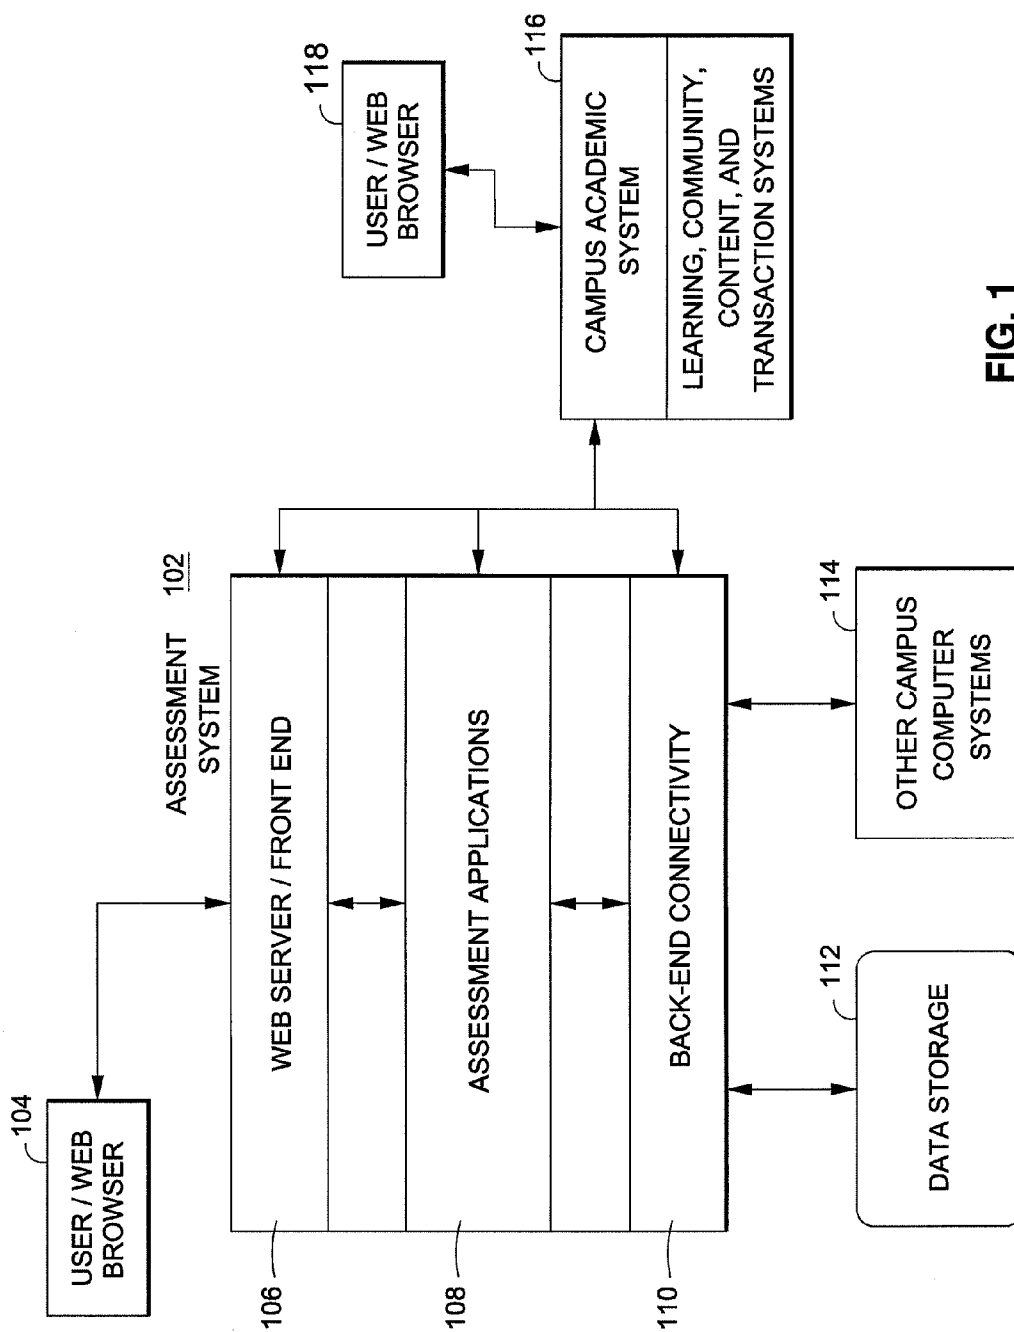 104
USER / WEB
BROWSER
ASSESSMENT 102
SYSTEM
118
USER / WEB
BROWSER
106
WEB SERVER / FRONT END
108
ASSESSMENT APPLICATIONS
110
BACK-END CONNECTIVITY
116
CAMPUS ACADEMIC
SYSTEM
LEARNING, COMMUNITY,
CONTENT, AND
TRANSACTION SYSTEMS
112
DATA STORAGE
114
OTHER CAMPUS
COMPUTER
SYSTEMS
FIG. 1